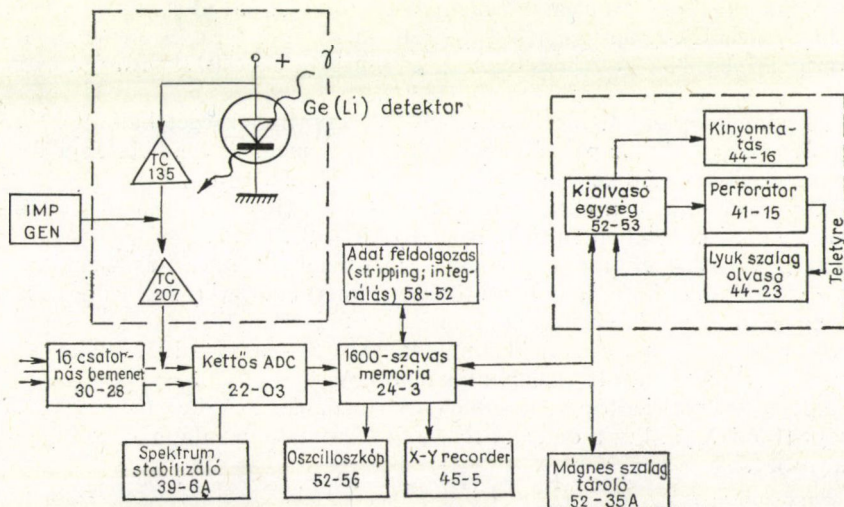 + γ
Ge(Li) detektor
TC
135
IMP
GEN
TC
207
Kinyomta-
tás
44-16
Kiolvasó
egység
52-53
Perforátor
41-15
Lyuk szalag
olvasó
44-23
Teletyre
Adat feldolgozás
(stripping; integ-
rálás) 58-52
16 csator-
nás bemenet
30-28
Kettős ADC
22-03
1600-szavas
memória
24-3
Spektrum
stabilizáló
39-6A
Oszcilloszkóp
52-56
X-Y recorder
45-5
Mágnes szalag
tároló
52-35A